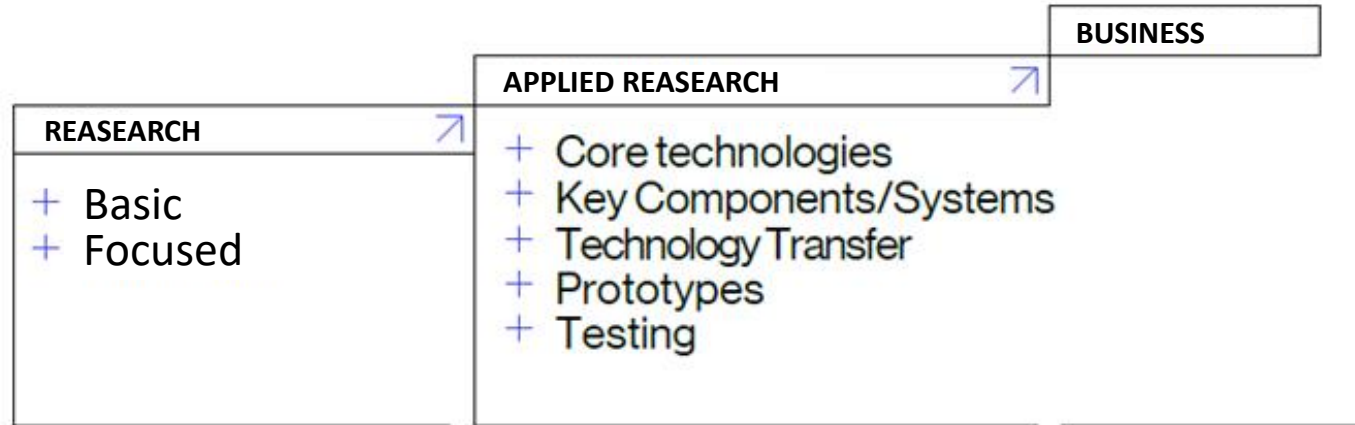 BUSINESS
APPLIED REASEARCH
REASEARCH
+ Basic
+ Focused
+ Core technologies
+ Key Components/Systems
+ Technology Transfer
+ Prototypes
+ Testing